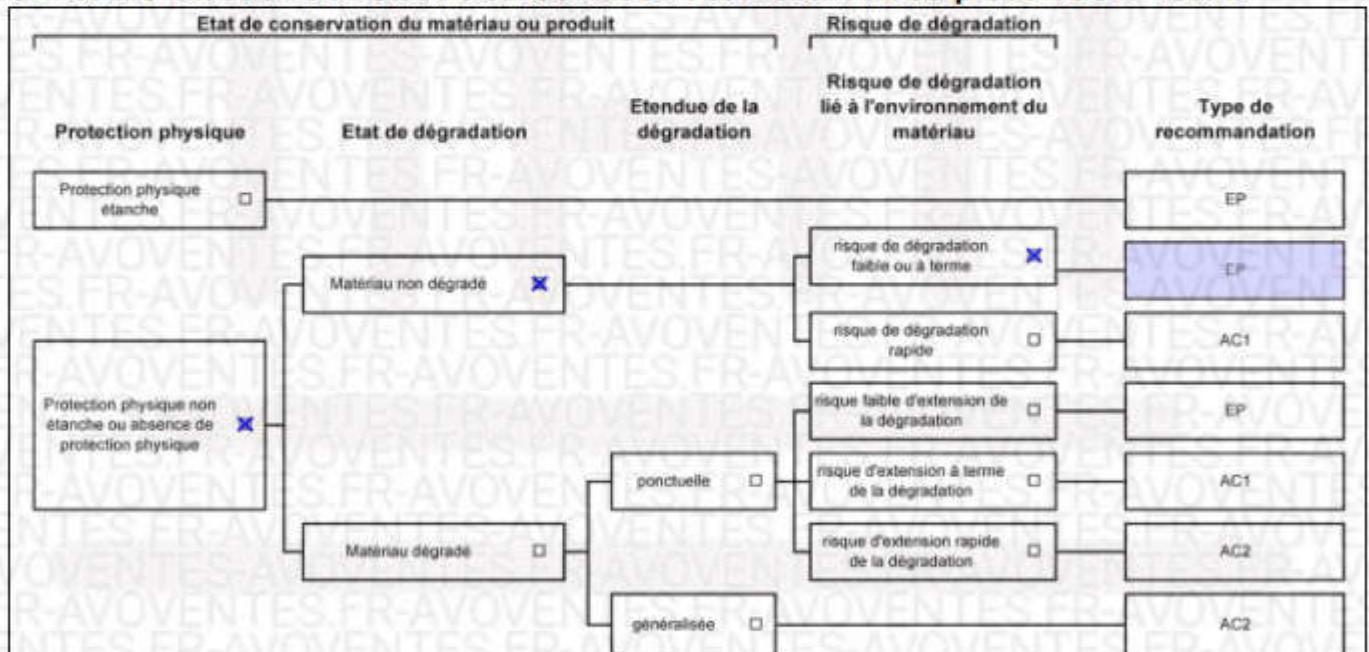 Etat de conservation du matériau ou produit
Risque de dégradation
Protection physique
Etat de dégradation
Etendue de la
dégradation
Risque de dégradation
lié à l'environnement du
matériau
Type de
recommandation
Protection physique
étanche
EP
Matériau non dégradé
risque de dégradation
faible ou à terme
EP
risque de dégradation
rapide
AC1
Protection physique non
étanche ou absence de
protection physique
risque faible d'extension de
la dégradation
EP
ponctuelle
risque d'extension à terme
de la dégradation
AC1
Matériau dégradé
risque d'extension rapide
de la dégradation
AC2
généralisée
AC2